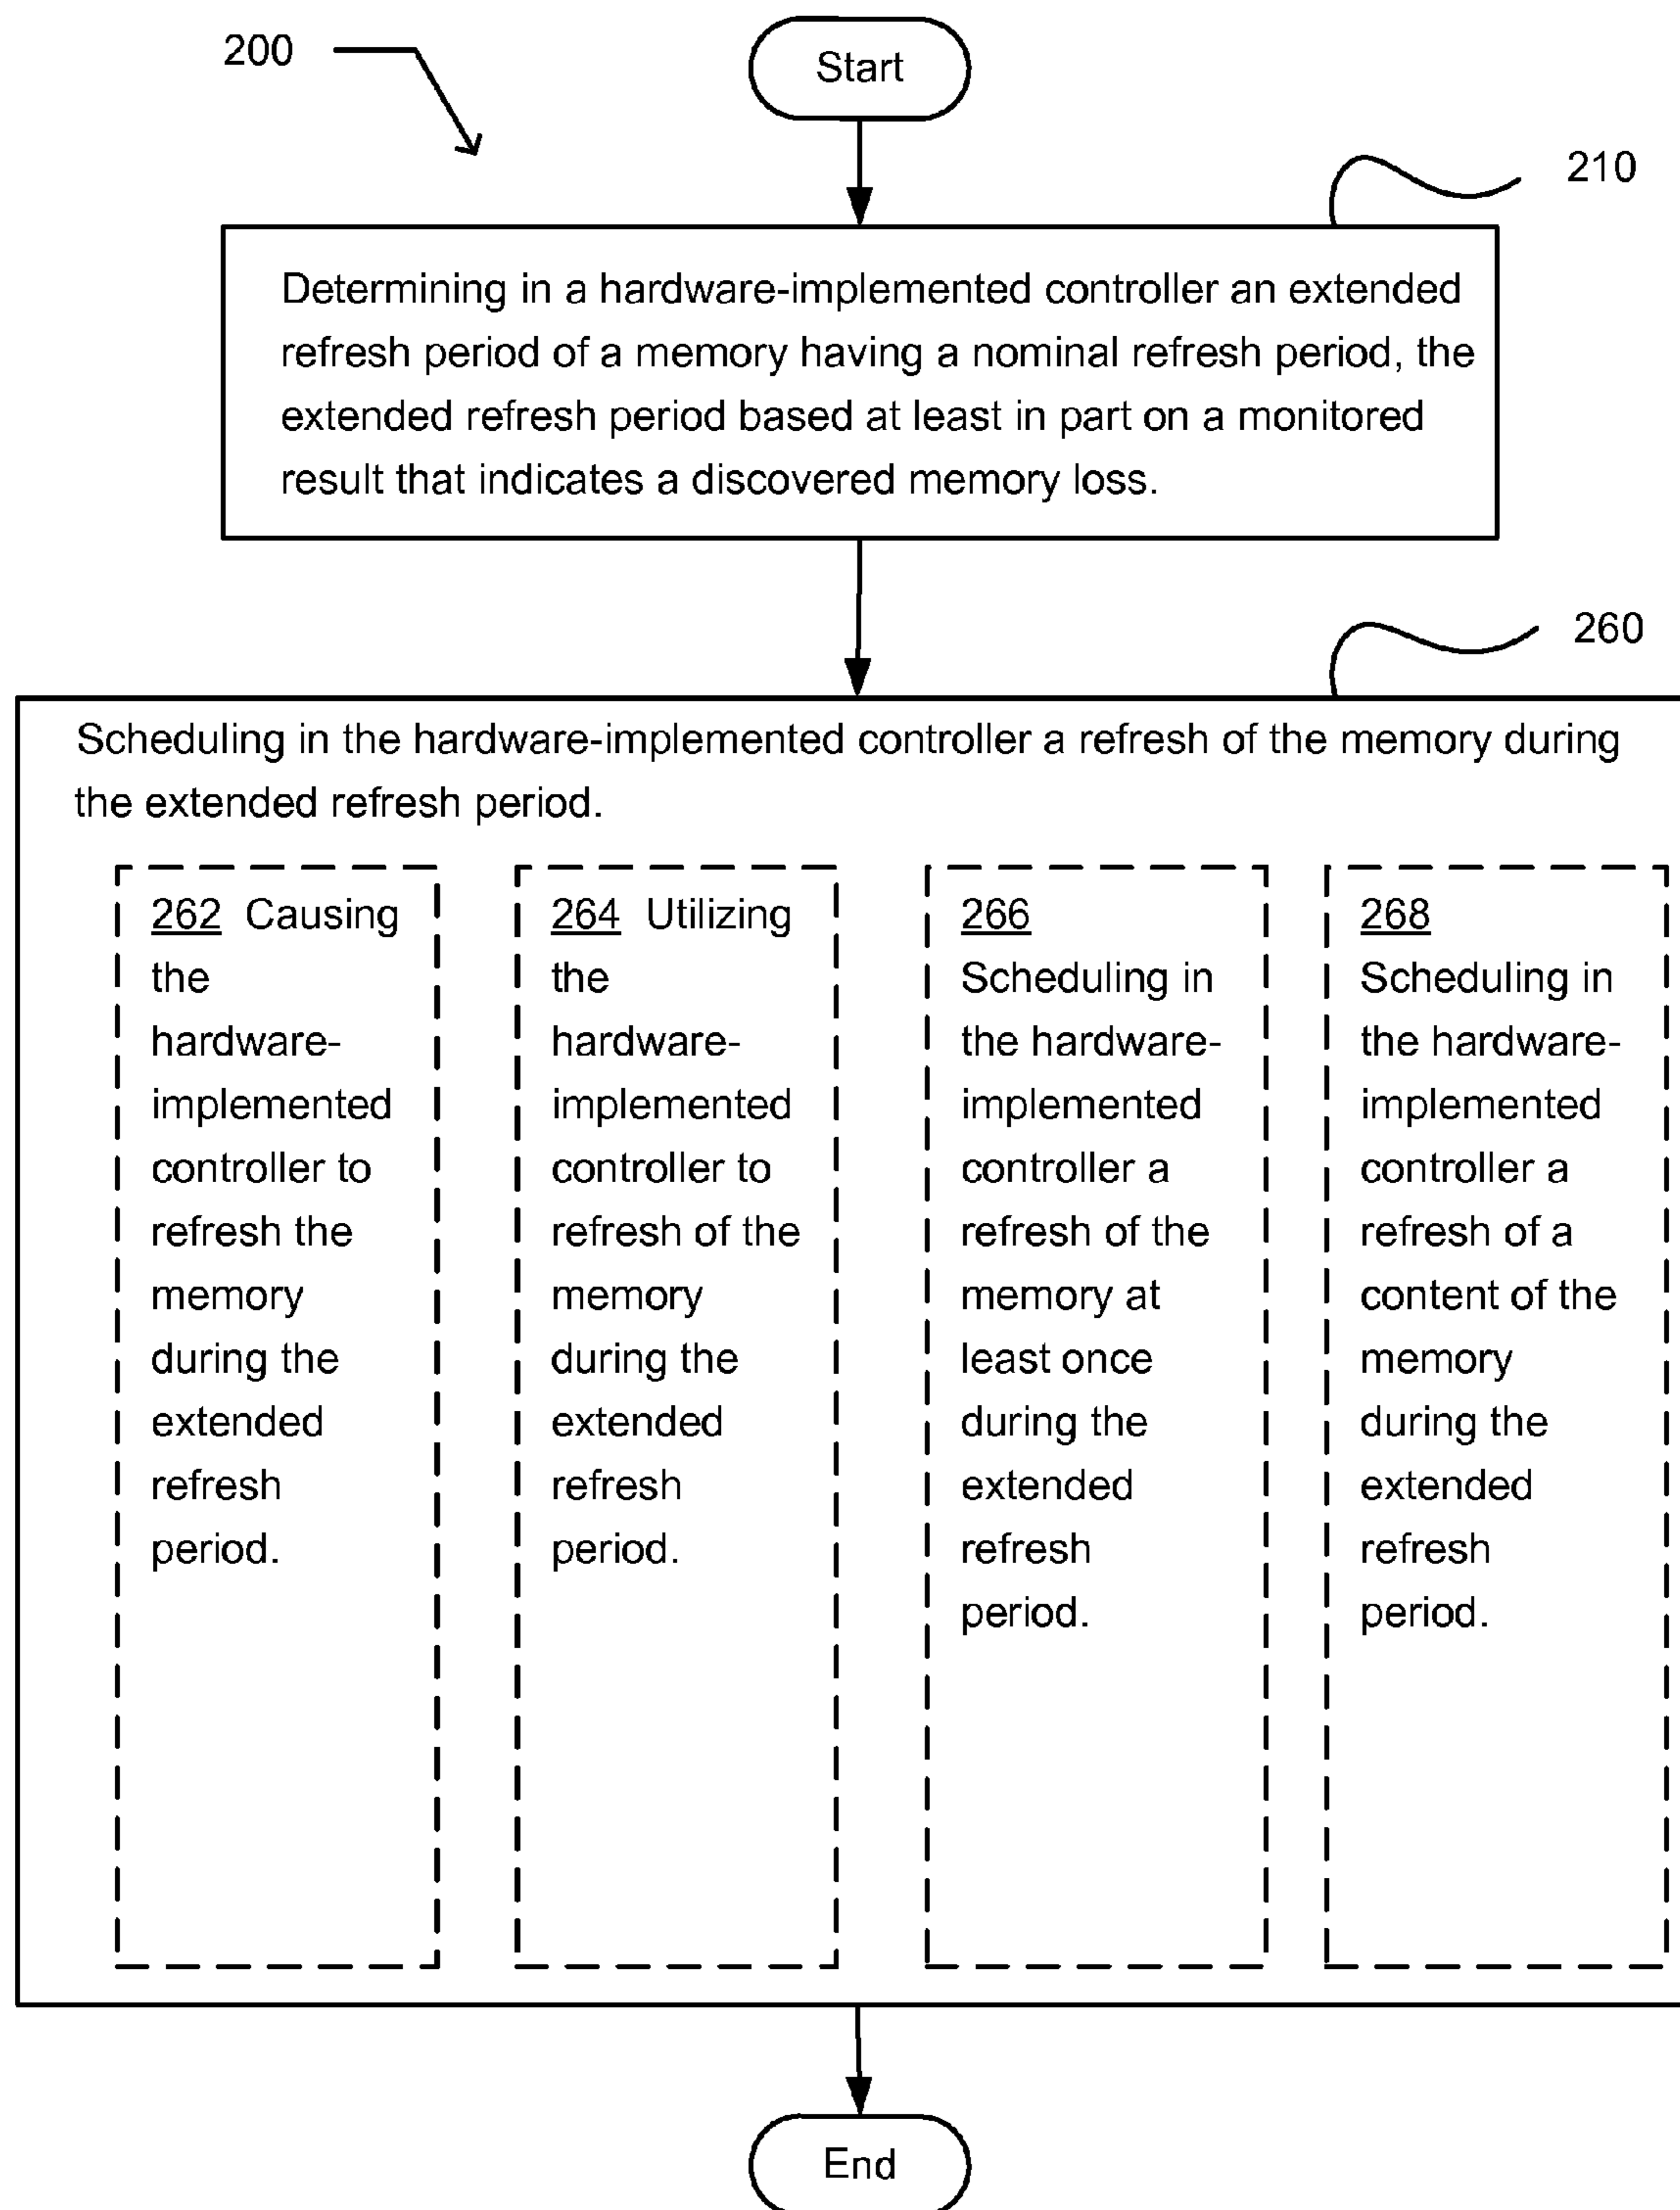 200
Start
210
Determining in a hardware-implemented controller an extended
refresh period of a memory having a nominal refresh period, the
extended refresh period based at least in part on a monitored
result that indicates a discovered memory loss.
260
Scheduling in the hardware-implemented controller a refresh of the memory during
the extended refresh period.
262 Causing
the
hardware-
implemented
controller to
refresh the
memory
during the
extended
refresh
period.
264 Utilizing
the
hardware-
implemented
controller to
refresh of the
memory
during the
extended
refresh
period.
266
Scheduling in
the hardware-
implemented
controller a
refresh of the
memory at
least once
during the
extended
refresh
period.
268
Scheduling in
the hardware-
implemented
controller a
refresh of a
content of the
memory
during the
extended
refresh
period.
End